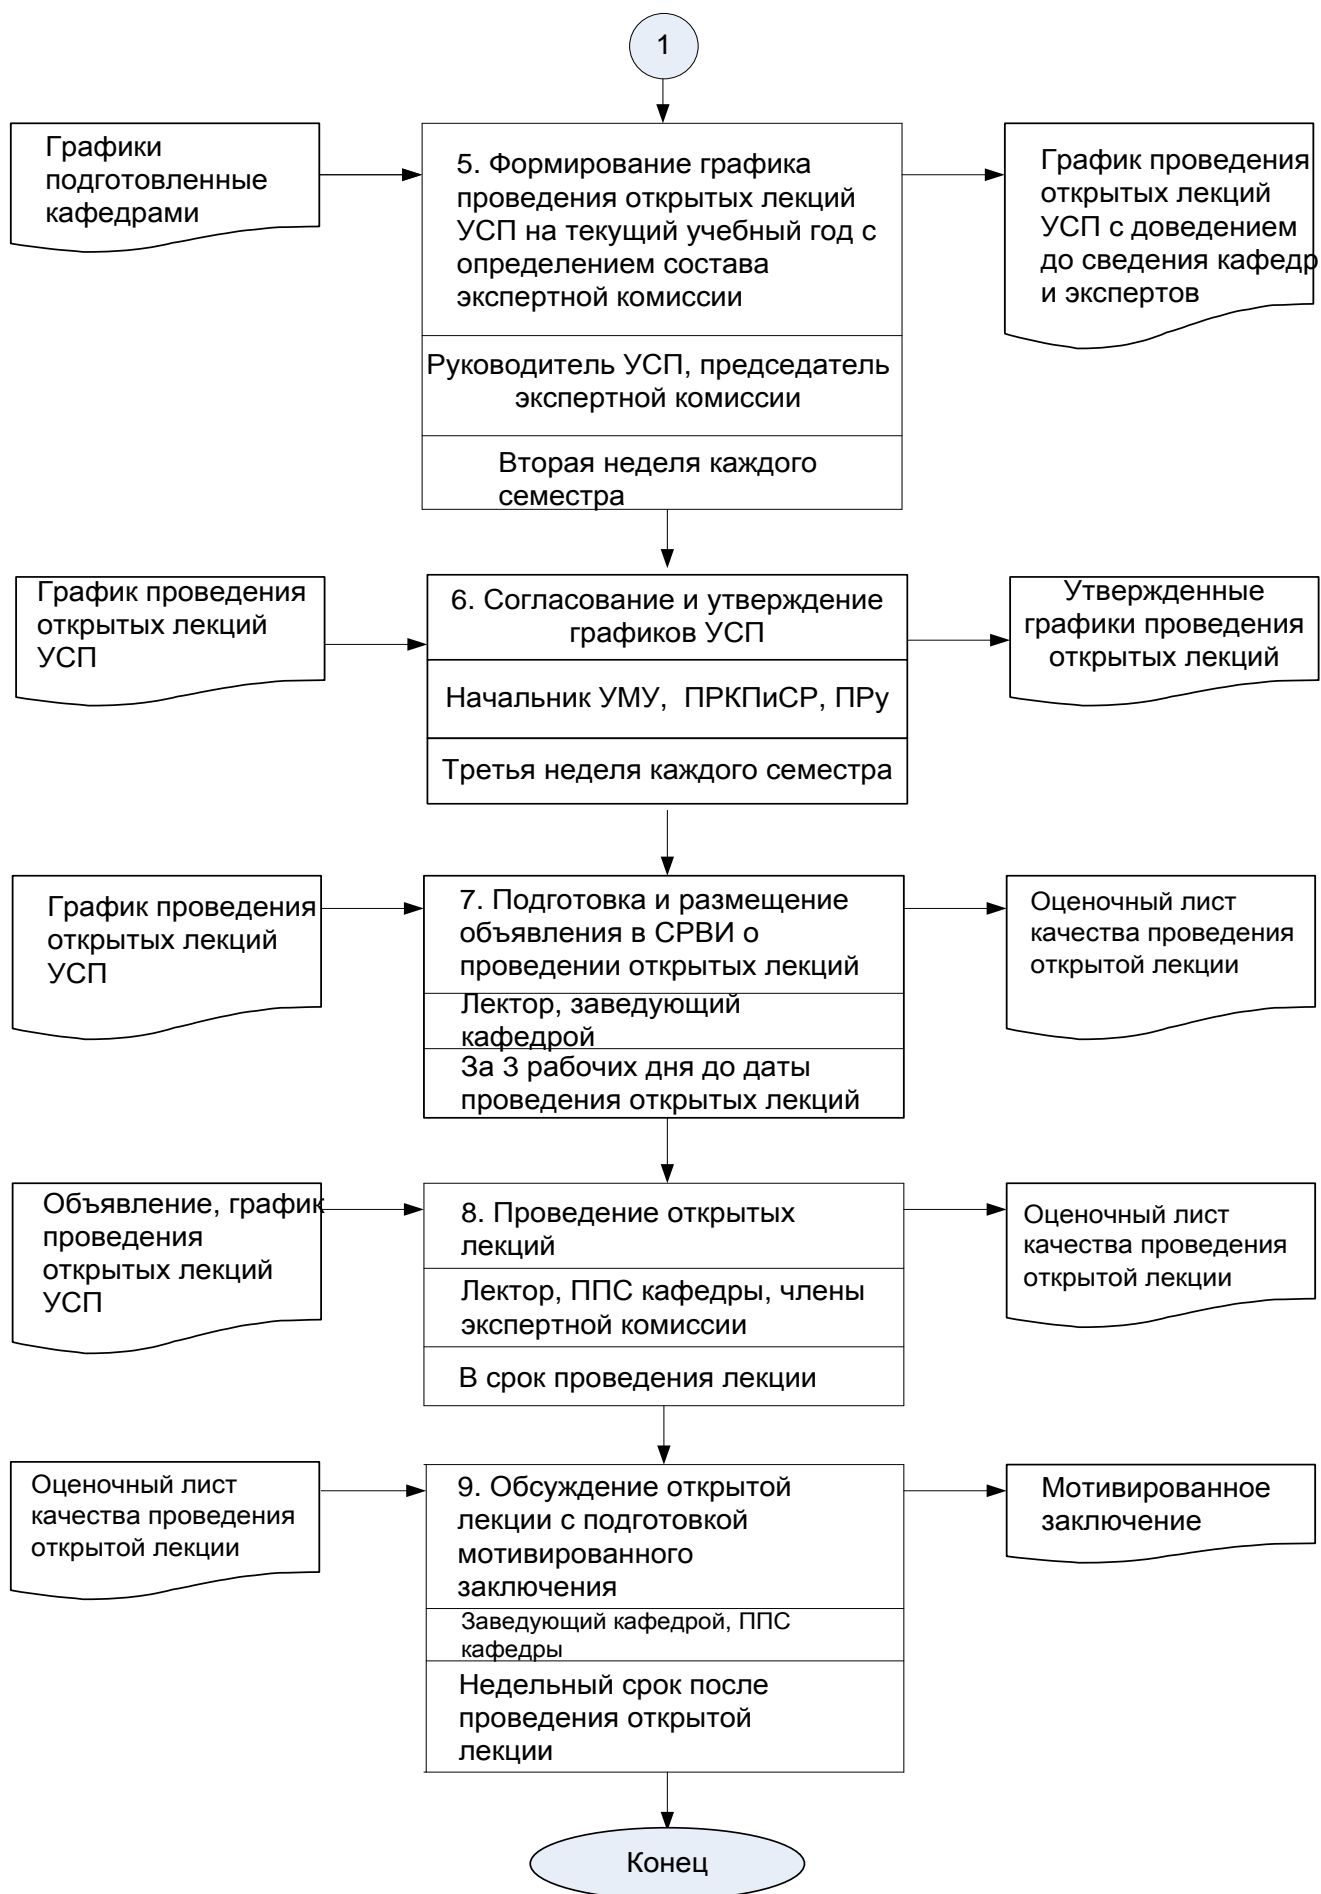 1
Графики
подготовленные
кафедрами
5. Формирование графика
проведения открытых лекций
УСП на текущий учебный год с
определением состава
экспертной комиссии
Руководитель УСП, председатель
экспертной комиссии
Вторая неделя каждого
семестра
График проведения
открытых лекций
УСП с доведением
до сведения кафедр
и экспертов
График проведения
открытых лекций
УСП
6. Согласование и утверждение
графиков УСП
Начальник УМУ, ПРКПиСР, ПРу
Третья неделя каждого семестра
Утвержденные
графики проведения
открытых лекций
График проведения
открытых лекций
УСП
7. Подготовка и размещение
объявления в СРВИ о
проведении открытых лекций
Лектор, заведующий
кафедрой
За 3 рабочих дня до даты
проведения открытых лекций
Оценочный лист
качества проведения
открытой лекции
Объявление, график
проведения
открытых лекций
УСП
8. Проведение открытых
лекций
Лектор, ППС кафедры, члены
экспертной комиссии
В срок проведения лекции
Оценочный лист
качества проведения
открытой лекции
Оценочный лист
качества проведения
открытой лекции
9. Обсуждение открытой
лекции с подготовкой
мотивированного
заключения
Заведующий кафедрой, ППС
кафедры
Недельный срок после
проведения открытой
лекции
Мотивированное
заключение
Конец